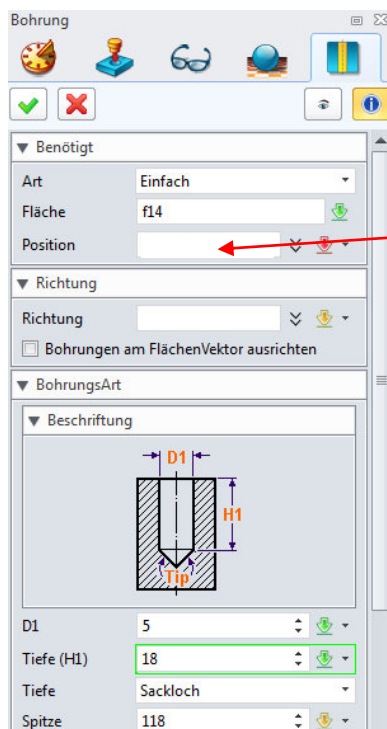 Bohrung
Benötigt
Art Einfach
Fläche f14
Position
Richtung
Richtung
Bohrungen am FlächenVektor ausrichten
BohrungsArt
Beschriftung
D1
H1
Tip
D1 5
Tiefe (H1) 18
Tiefe Sackloch
Spitze 118